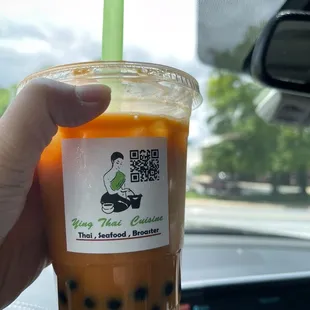 Ying Thai Cuisine
Thai , Seafood , Broaster